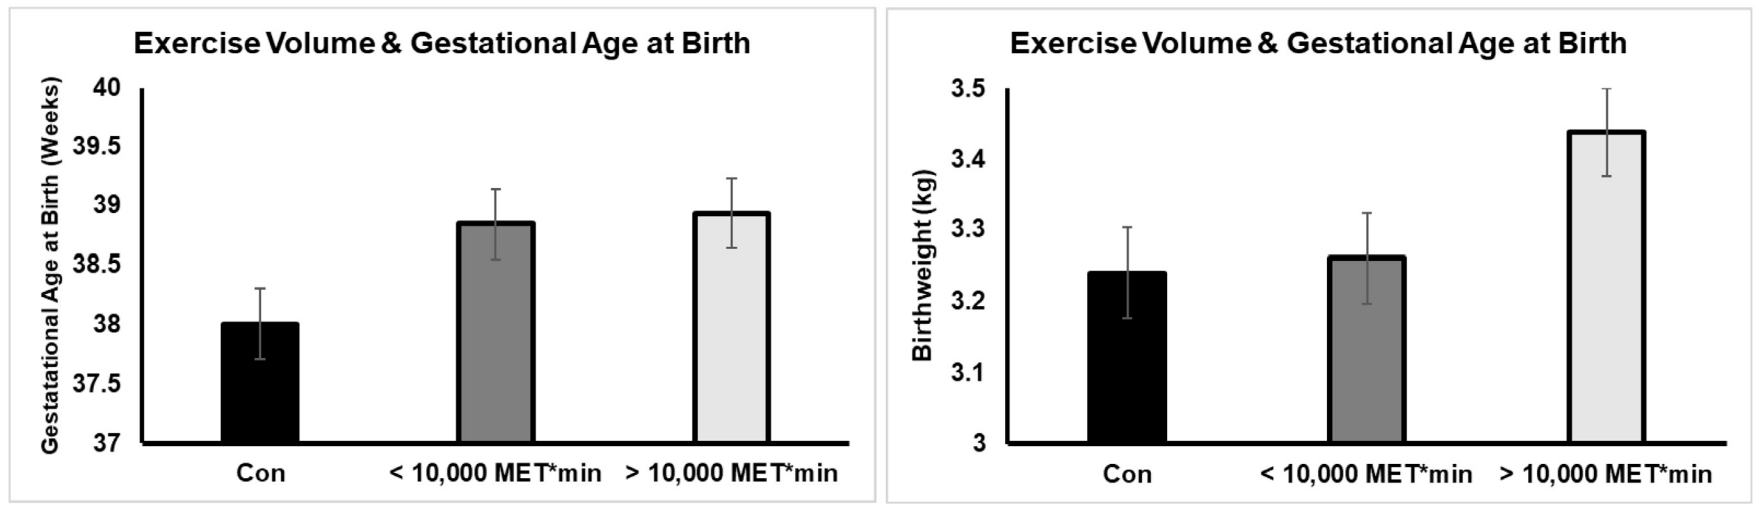 Exercise Volume & Gestational Age at Birth
Gestatational Age at Birth (Weeks)
40
39.5
39
38.5
38
37.5
37
Con
< 10,000 MET*min
> 10,000 MET*min
Exercise Volume & Gestational Age at Birth
Birthweight (kg)
3.5
3.4
3.3
3.2
3.1
3
Con
< 10,000 MET*min
> 10,000 MET*min